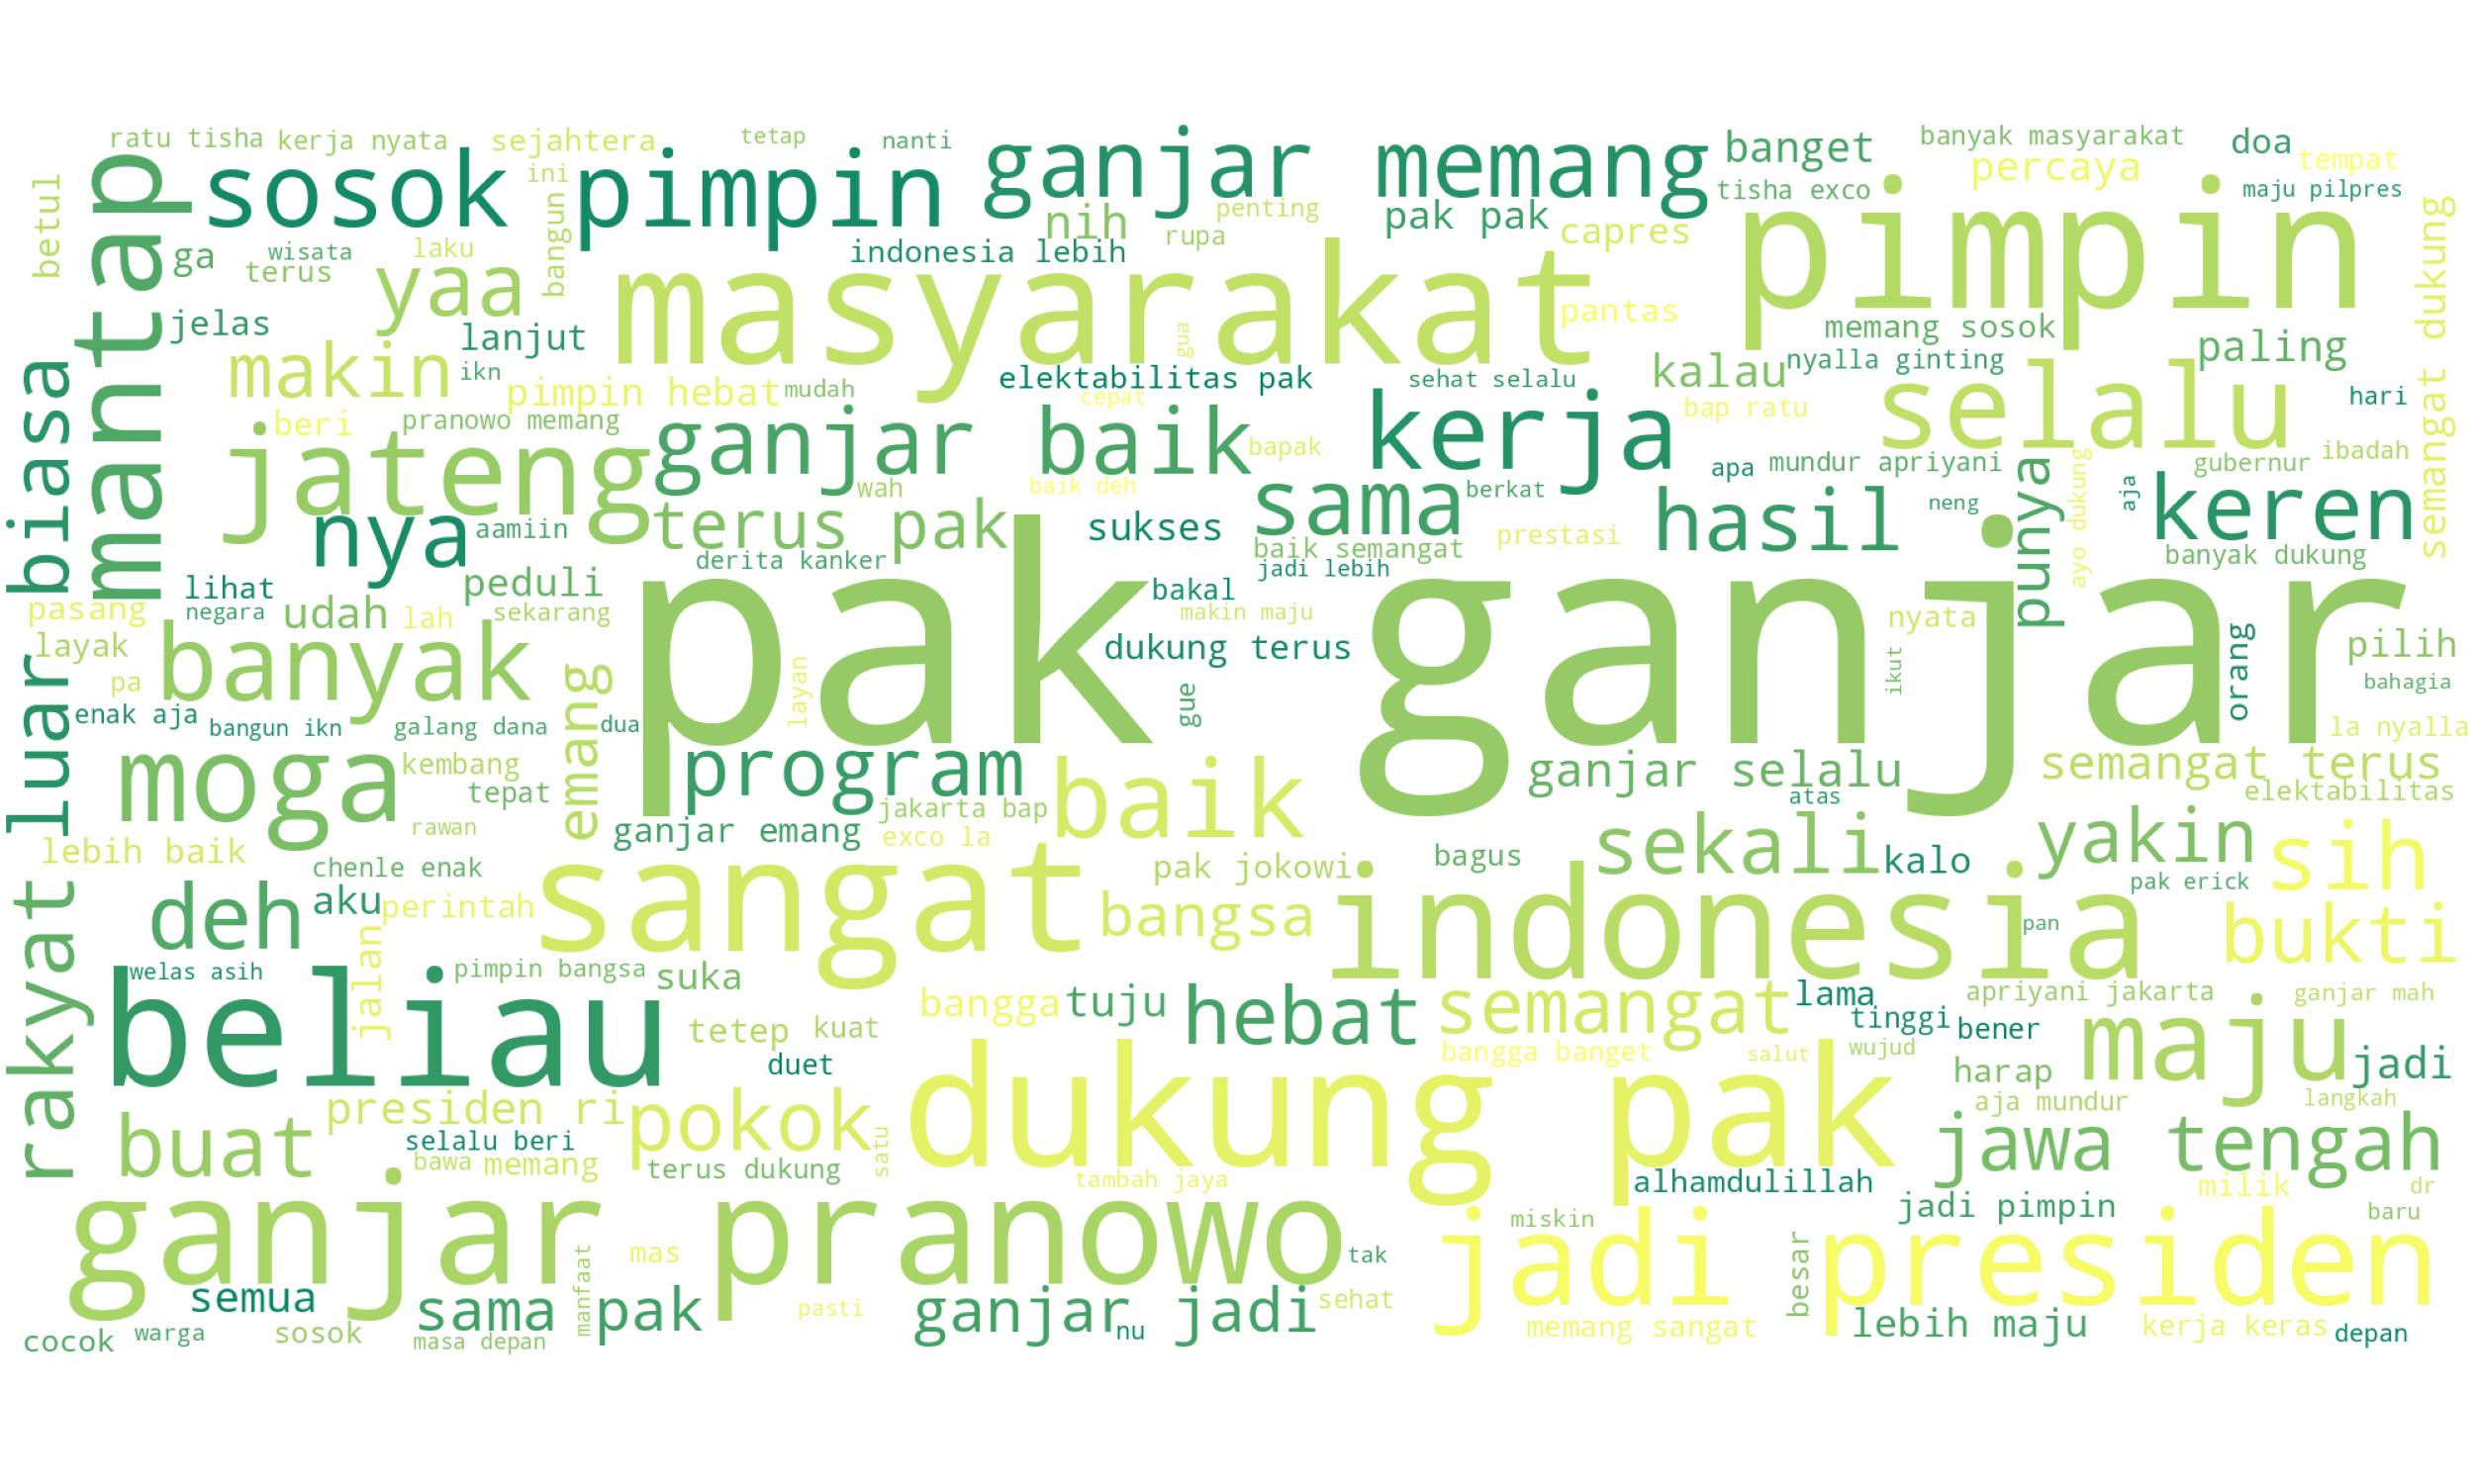 ratu tisha
kerja nyata
sejahtera
tetap
nanti
ganjar memang
banget
banyak masyarakat
doa
tempat
betul
mantap
sosok
ini
pimpin
bangun
nih
penting
pak pak
tisha exco
percaya
maju pilpres
ga
wisata
terus
laku
yaa
indonesia lebih
rupa
capres
pimpin
semangat dukung
jelas
lanjut
masyarakat
gua
pantas
memang sosok
paling
luar biasa
makin
ikn
pimpin hebat
mudah
elektabilitas pak
cepat
sehat selalu
kalau
nyalla ginting
selalu
hari
beri
pranowo memang
bap ratu
jateng
ganjar baik
bapak
kerja
apa
mundur apriyani
gubernur
ibadah
wah
baik deh
sama
berkat
punya
ayo dukung
aja
keren
nya
aamiin
terus pak
sukses
prestasi
hasil
neng
derita kanker
baik semangat
jadi lebih
banyak dukung
lihat
peduli
pak ganjar
bakal
pasang
negara
udah
lah
sekarang
makin maju
nyata
layak
banyak
emang
layan
dukung terus
ikut
orang
pilih
pa
gue
bahagia
enak aja
bangun ikn
galang dana
dua
la nyalla
moga
kembang
program
baik
ganjar selalu
semangat terus
tepat
jakarta bap
atas
elektabilitas
rawan
ganjar emang
exco la
lebih baik
chenle enak
sangat
pak jokowi
bagus
sekali
kalo
yakin
sih
rakyat
deh
aku
perintah
bangsa
indonesia
pak erick
pan
bukti
welas asih
jalan
pimpin bangsa
suka
beliau
bangga
tuju
hebat
semangat
lama
apriyani jakarta
ganjar mah
tetep
kuat
tinggi
bener
maju
duet
dukung pak
bangga banget
salut
wujud
harap
jadi
buat
presiden ri
pokok
aja mundur
langkah
selalu beri
satu
jawa tengah
bawa
memang
terus dukung
tambah jaya
alhamdulillah
milik
dr
ganjar pranowo
jadi pimpin
miskin
baru
manfaat
mas
tak
jadi
besar
presiden
semua
sama pak
pasti
ganjar jadi
sehat
cocok
warga
sosok
masa depan
nu
memang sangat
lebih maju
kerja keras
depan